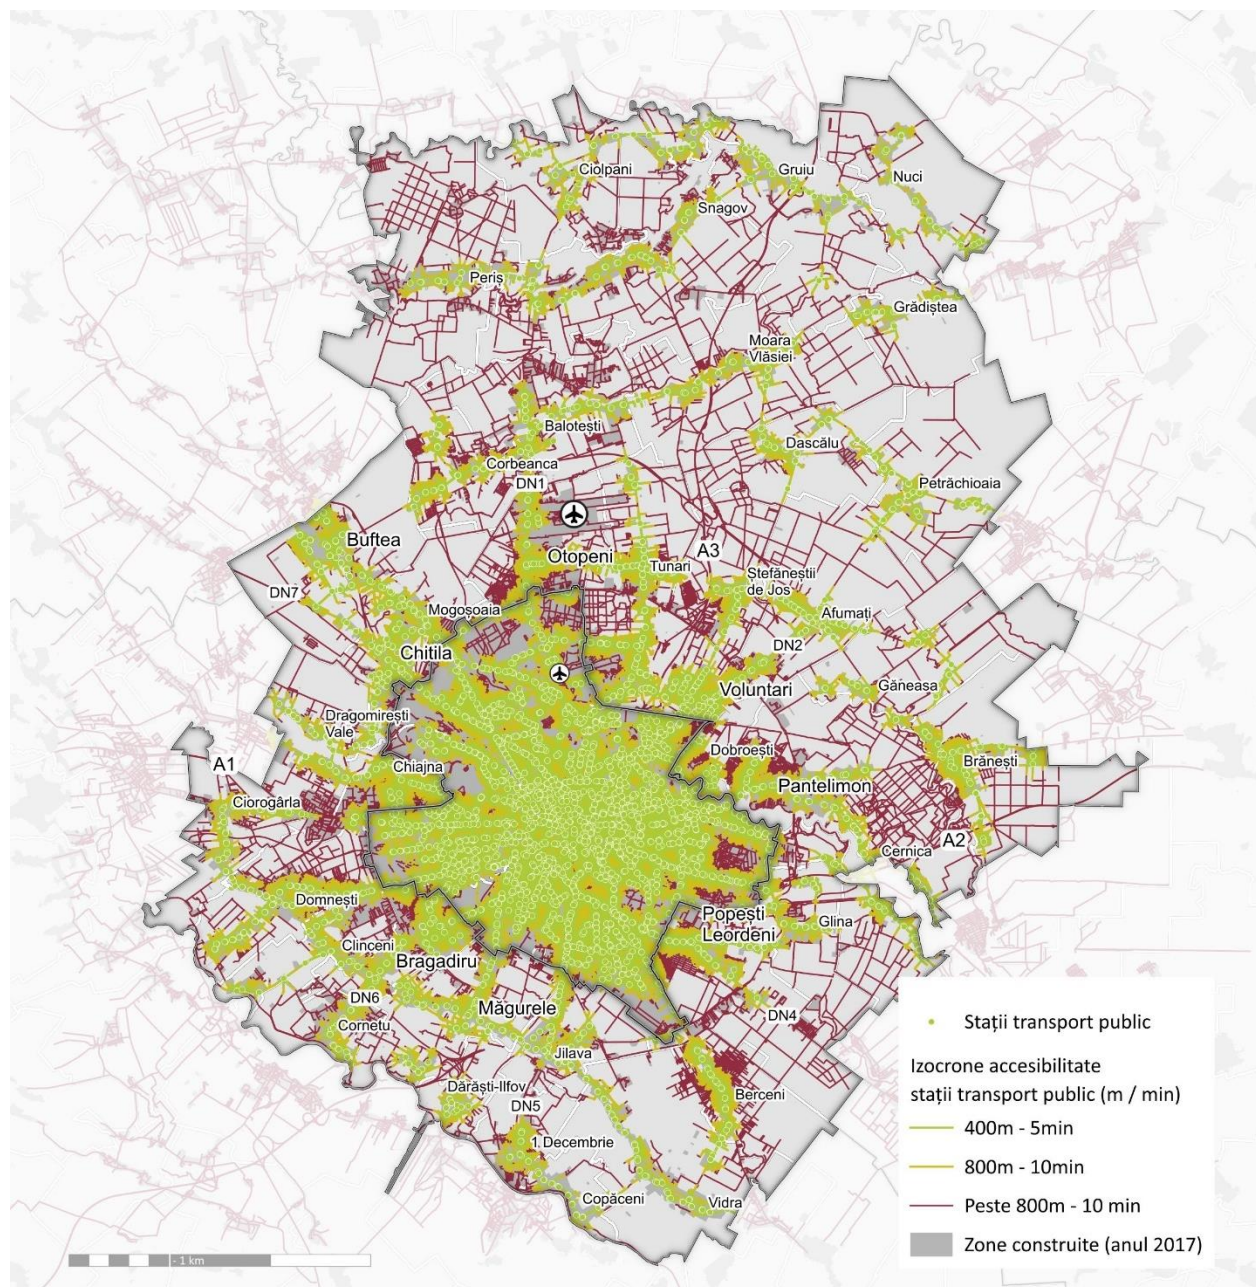 Ciolpani
Gruiu
Nuci
Snagov
Periș
Grădiștea
Moara
Vlăsiei
Balotești
Dascălu
Corbeanca
DN1
Petrăchioaia
Buftea
Otopeni
Tunari
A3
Ștefăneștii
de Jos
DN7
Mogoșoaia
Afumați
DN2
Chitila
Voluntari
Găneasa
Dragomirești
Vale
Dobroești
Brănești
A1
Chiajna
Pantelimon
Ciorogârla
A2
Cernica
Domnești
Popești
Leordeni
Glina
Clinceni
Bragadiru
DN6
Măgurele
DN4
Cornetu
Jilava
Dărăști-Ilfov
Berceni
DN5
1 Decembrie
Copăceni
Vidra
1 km
Stații transport public
Izocrone accesibilitate
stații transport public (m / min)
400m - 5min
800m - 10min
Peste 800m - 10 min
Zone construite (anul 2017)